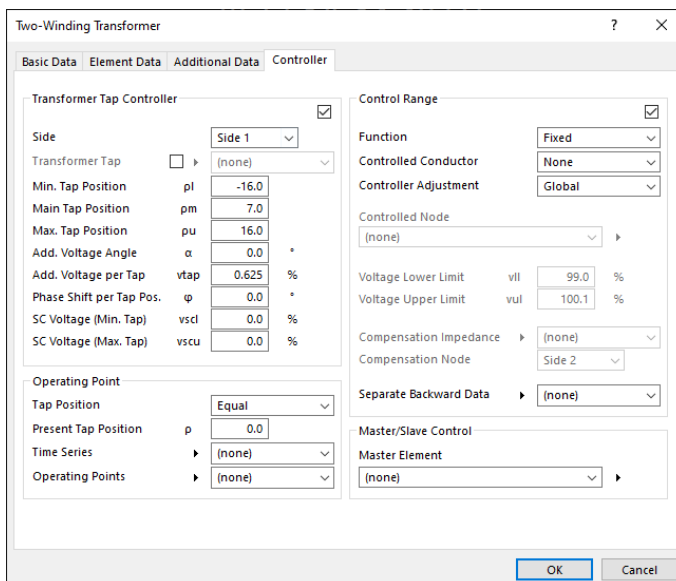 Two-Winding Transformer ?
Basic Data Element Data Additional Data Controller
Transformer Tap Controller
Side Side 1
Transformer Tap (none)
Min. Tap Position ρl -16.0
Main Tap Position ρm 7.0
Max. Tap Position ρu 16.0
Add. Voltage Angle α 0.0 °
Add. Voltage per Tap vtap 0.625 %
Phase Shift per Tap Pos. φ 0.0 °
SC Voltage (Min. Tap) vscl 0.0 %
SC Voltage (Max. Tap) vscu 0.0 %
Operating Point
Tap Position Equal
Present Tap Position ρ 0.0
Time Series (none)
Operating Points (none)
Control Range
Function Fixed
Controlled Conductor None
Controller Adjustment Global
Controlled Node
(none)
Voltage Lower Limit vll 99.0 %
Voltage Upper Limit vul 100.1 %
Compensation Impedance (none)
Compensation Node Side 2
Separate Backward Data (none)
Master/Slave Control
Master Element
(none)
OK Cancel